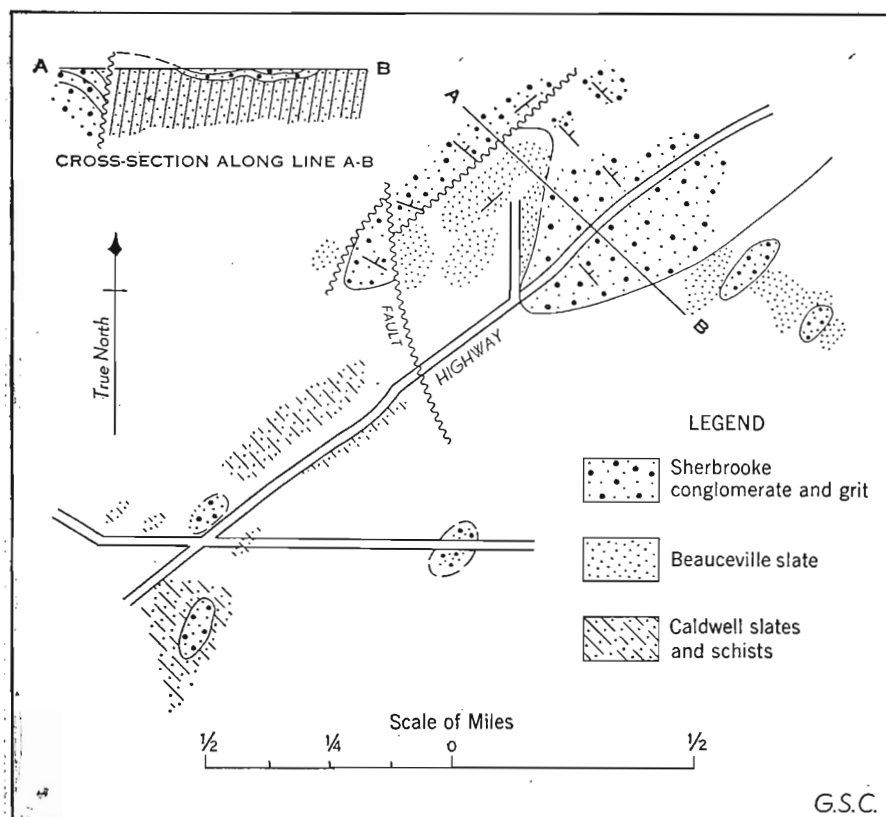 A
B
CROSS-SECTION ALONG LINE A-B
A
B
True North
FAULT
HIGHWAY
LEGEND
Sherbrooke
conglomerate and grit
Beauceville slate
Caldwell slates
and schists
Scale of Miles
1/2 1/4 0 1/2
G.S.C.